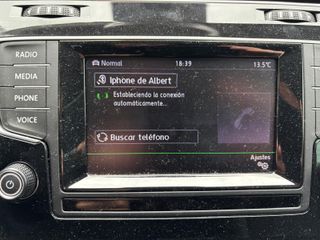 RADIO
MEDIA
PHONE
VOICE
Normal 18:39 13.5°C
Iphone de Albert
Estableciendo la conexión
automáticamente...
Buscar teléfono
Ajustes